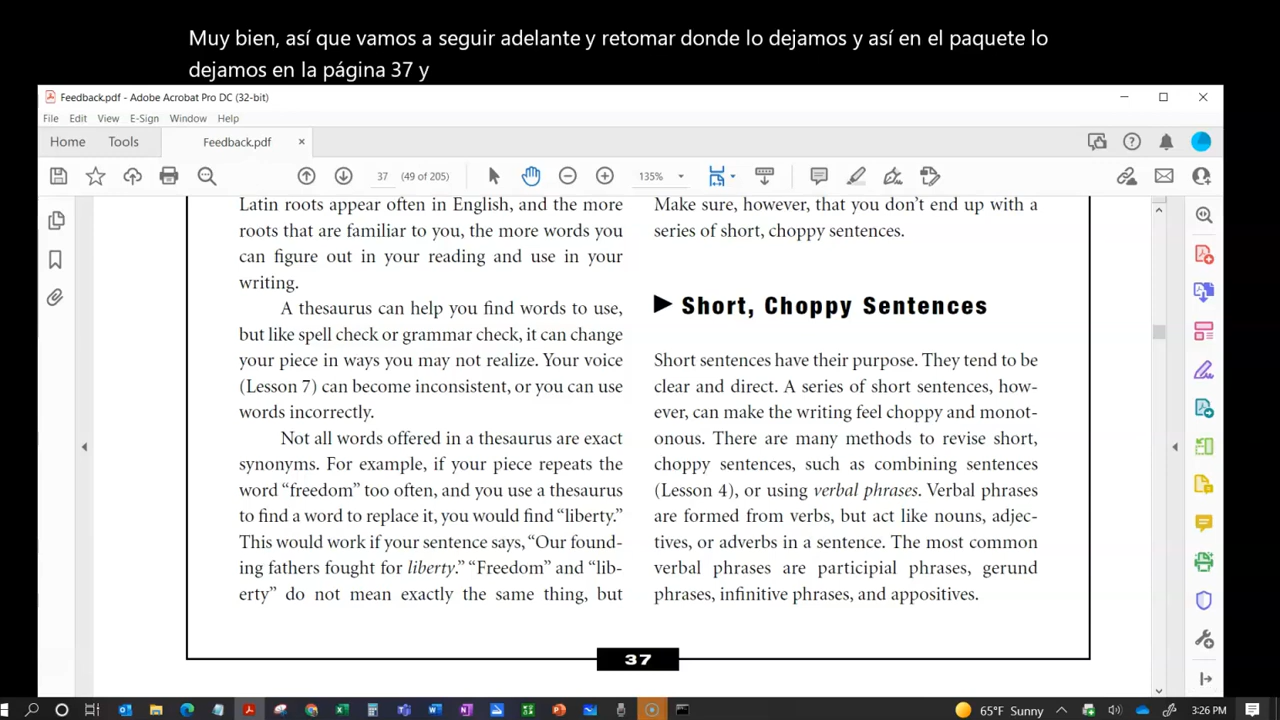 Muy bien, así que vamos a seguir adelante y retomar donde lo dejamos y así en el paquete lo
dejamos en la página 37 y
Feedback.pdf - Adobe Acrobat Pro DC (32-bit)
File Edit View E-Sign Window Help
Home Tools Feedback.pdf ×
37 (49 of 205) 135%
Latin roots appear often in English, and the more
roots that are familiar to you, the more words you
can figure out in your reading and use in your
writing.
A thesaurus can help you find words to use,
but like spell check or grammar check, it can change
your piece in ways you may not realize. Your voice
(Lesson 7) can become inconsistent, or you can use
words incorrectly.
Not all words offered in a thesaurus are exact
synonyms. For example, if your piece repeats the
word “freedom” too often, and you use a thesaurus
to find a word to replace it, you would find “liberty.”
This would work if your sentence says, “Our found-
ing fathers fought for liberty.” “Freedom” and “lib-
erty” do not mean exactly the same thing, but
Make sure, however, that you don’t end up with a
series of short, choppy sentences.
Short, Choppy Sentences
Short sentences have their purpose. They tend to be
clear and direct. A series of short sentences, how-
ever, can make the writing feel choppy and monot-
onous. There are many methods to revise short,
choppy sentences, such as combining sentences
(Lesson 4), or using verbal phrases. Verbal phrases
are formed from verbs, but act like nouns, adjec-
tives, or adverbs in a sentence. The most common
verbal phrases are participial phrases, gerund
phrases, infinitive phrases, and appositives.
37
65°F Sunny 3:26 PM